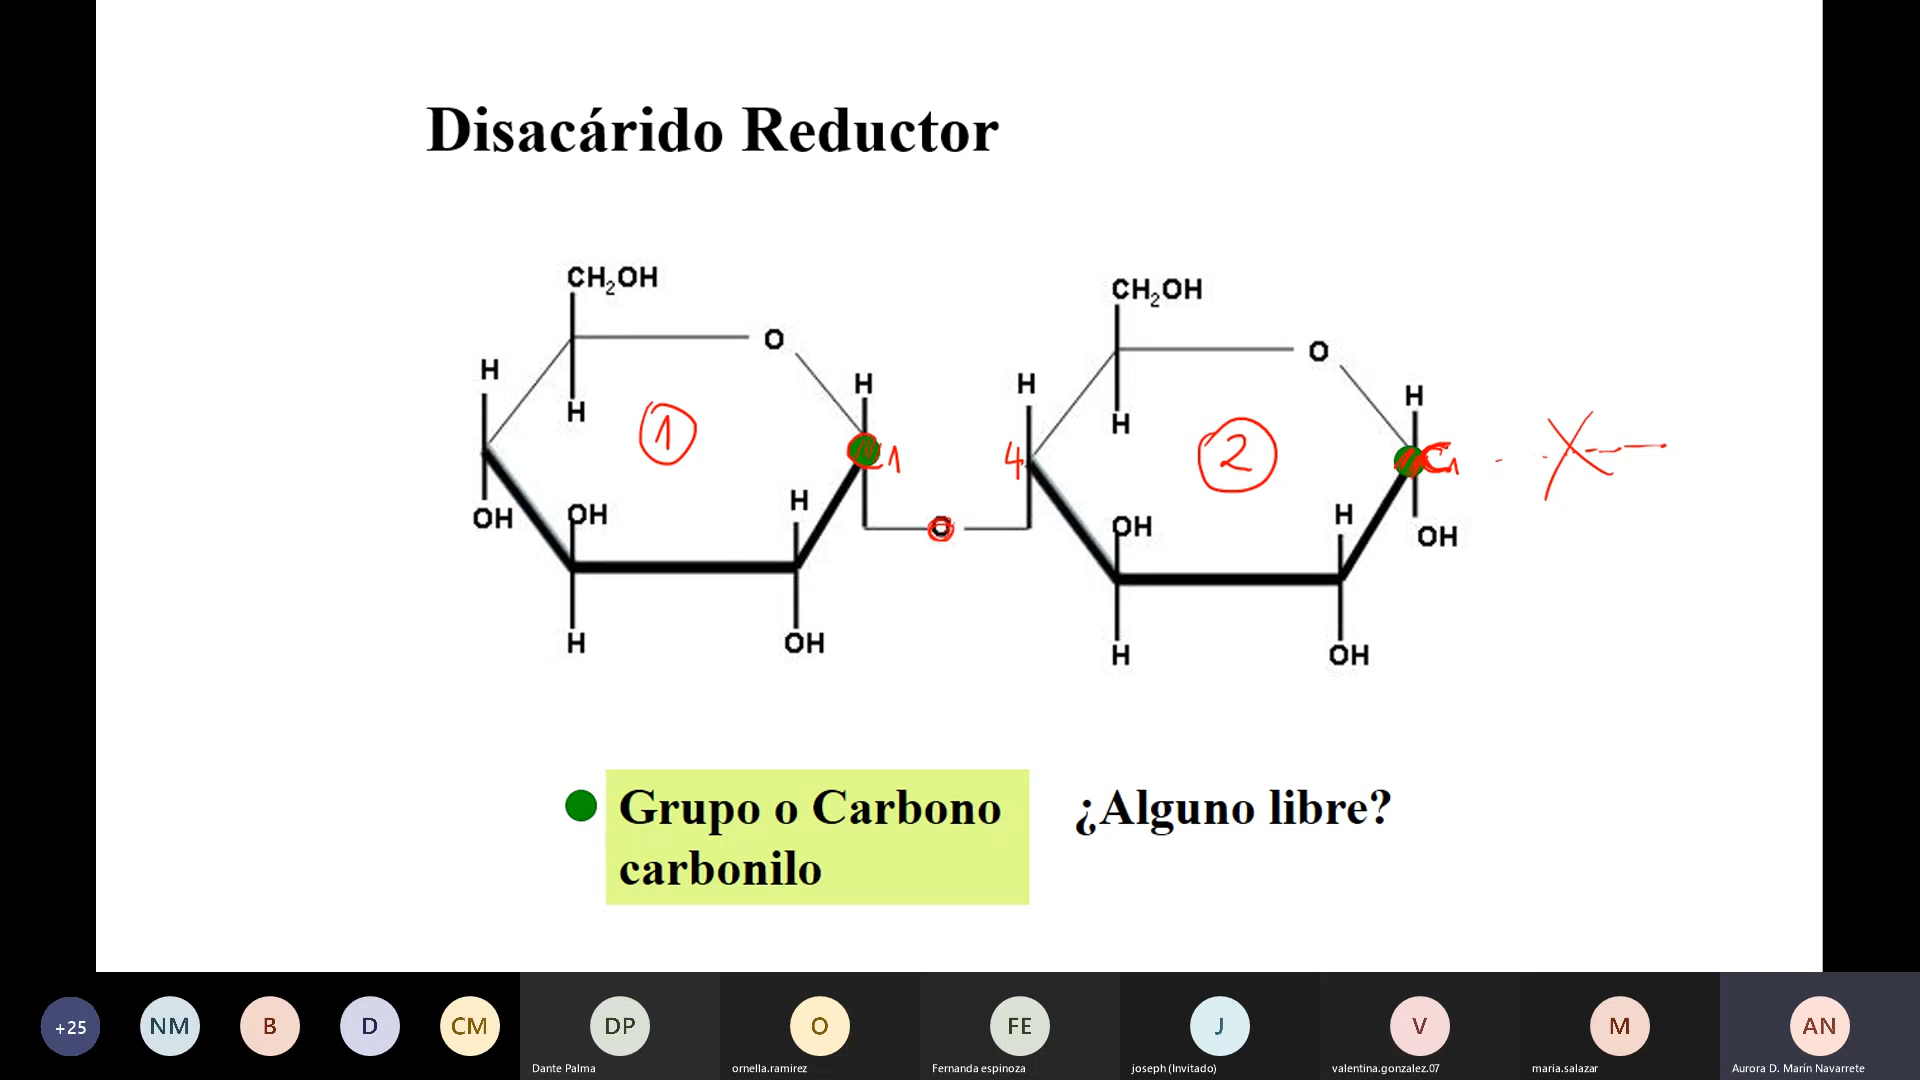 Disacárido Reductor
CH2OH
CH2OH
O
O
H
H
H
H
H
H
1
2
C1
4
C1
OH
OH
H
O
OH
H
OH
H
OH
H
OH
Grupo o Carbono
carbonilo
¿Alguno libre?
+25
NM
B
D
CM
DP
O
FE
J
V
M
AN
Dante Palma
ornella.ramirez
Fernanda espinoza
joseph (Invitado)
valentina.gonzalez.07
maria.salazar
Aurora D. Marín Navarrete